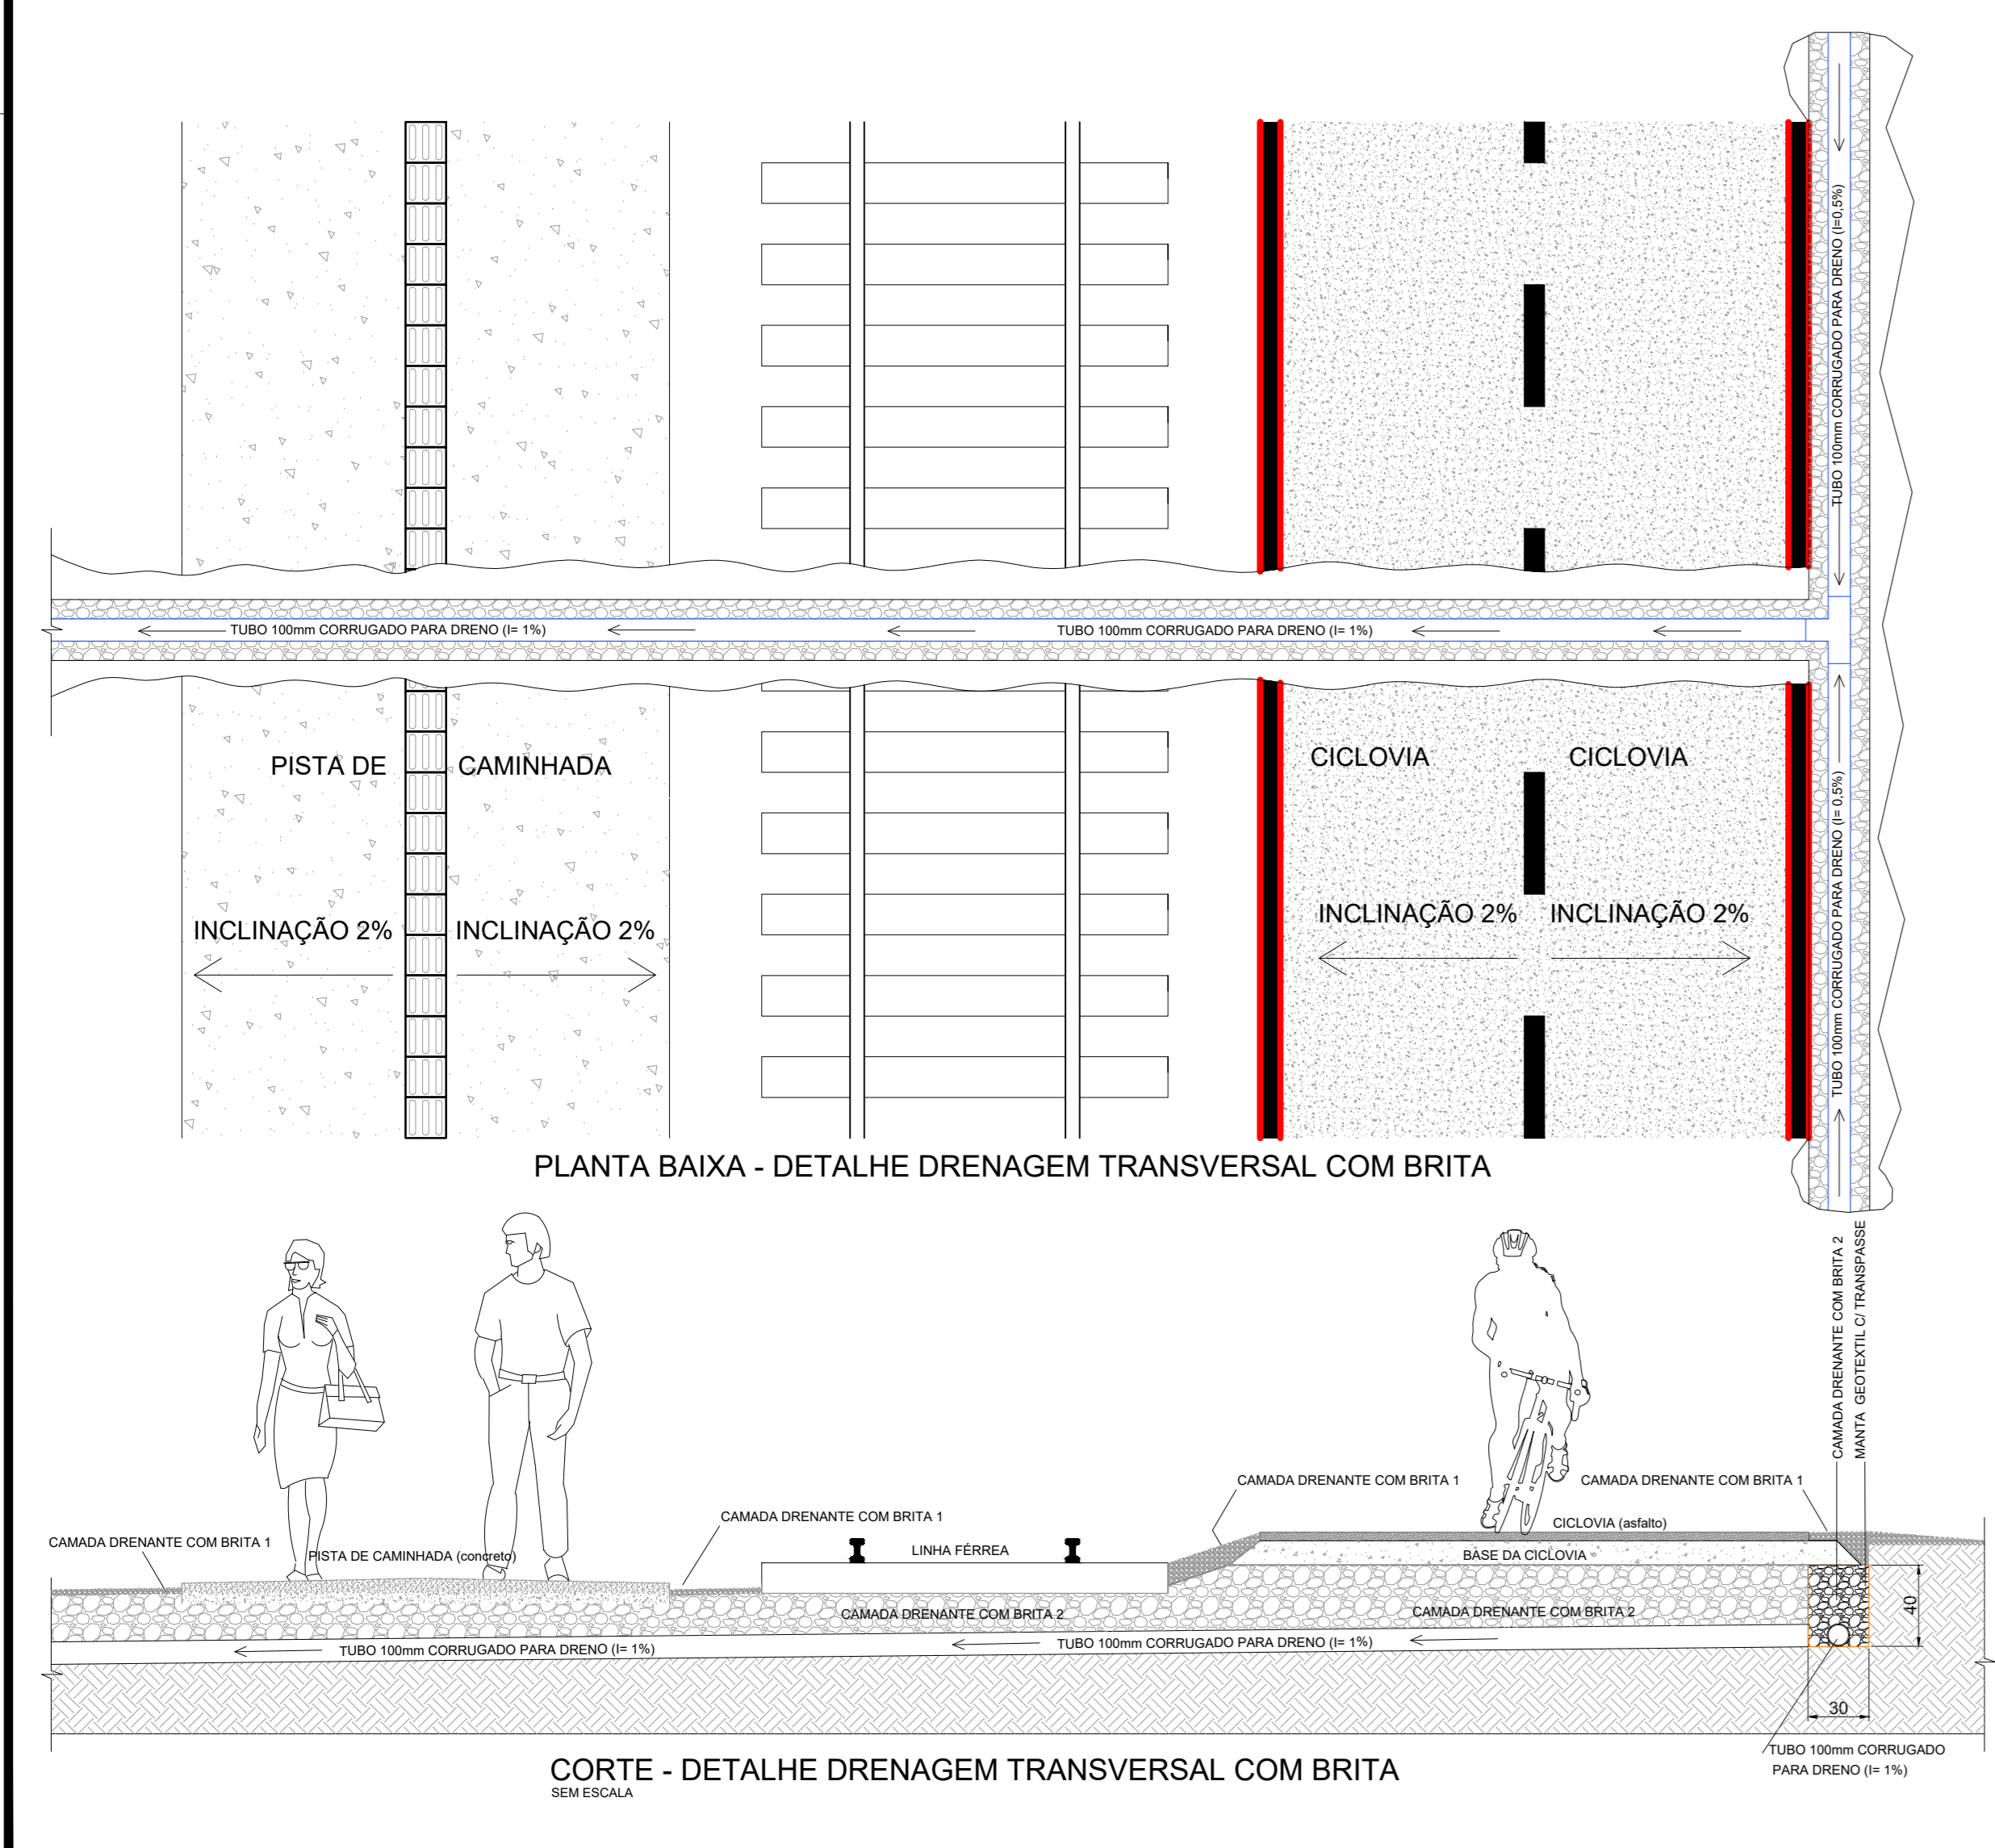 TUBO 100mm CORRUGADO PARA DRENO (I=0,5%)
TUBO 100mm CORRUGADO PARA DRENO (I= 1%)
TUBO 100mm CORRUGADO PARA DRENO (I= 1%)
PISTA DE
CAMINHADA
CICLOVIA
CICLOVIA
TUBO 100mm CORRUGADO PARA DRENO (I= 0,5%)
INCLINAÇÃO 2%
INCLINAÇÃO 2%
INCLINAÇÃO 2%
INCLINAÇÃO 2%
PLANTA BAIXA - DETALHE DRENAGEM TRANSVERSAL COM BRITA
CAMADA DRENANTE COM BRITA 2
MANTA GEOTEXTIL C/ TRANSPASSE
CAMADA DRENANTE COM BRITA 1
CAMADA DRENANTE COM BRITA 1
CAMADA DRENANTE COM BRITA 1
CAMADA DRENANTE COM BRITA 1
CICLOVIA (asfalto)
PISTA DE CAMINHADA (concreto)
LINHA FÉRREA
BASE DA CICLOVIA
CAMADA DRENANTE COM BRITA 2
CAMADA DRENANTE COM BRITA 2
40
TUBO 100mm CORRUGADO PARA DRENO (I= 1%)
TUBO 100mm CORRUGADO PARA DRENO (I= 1%)
30
TUBO 100mm CORRUGADO
PARA DRENO (I= 1%)
CORTE - DETALHE DRENAGEM TRANSVERSAL COM BRITA
SEM ESCALA